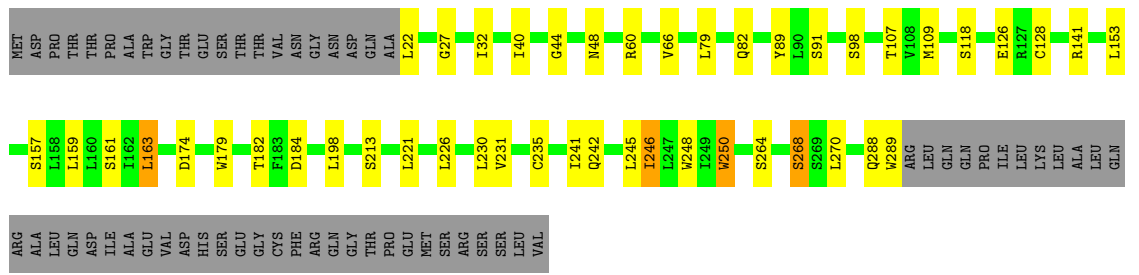 MET ASP PRO THR THR PRO ALA TRP GLY THR GLU SER THR THR VAL ASN GLY ASN ASP GLN ALA L22 G27 I32 I40 G44 N48 R60 V66 L79 Q82 Y89 L90 S91 S98 T107 V108 M109 S118 E126 R127 C128 R141 L153
S157 L158 L159 L160 S161 I162 L163 D174 W179 T182 F183 D184 L198 S213 L221 L226 L230 V231 C235 I241 Q242 L245 I246 L247 W248 I249 W250 S264 S268 S269 L270 Q288 W289 ARG LEU GLN GLN PRO ILE LEU LYS LEU ALA LEU GLN
ARG ALA LEU GLN ASP ILE ALA GLU VAL ASP HIS SER GLU GLY CYS PHE ARG GLN GLY THR PRO GLU MET SER ARG SER SER LEU VAL